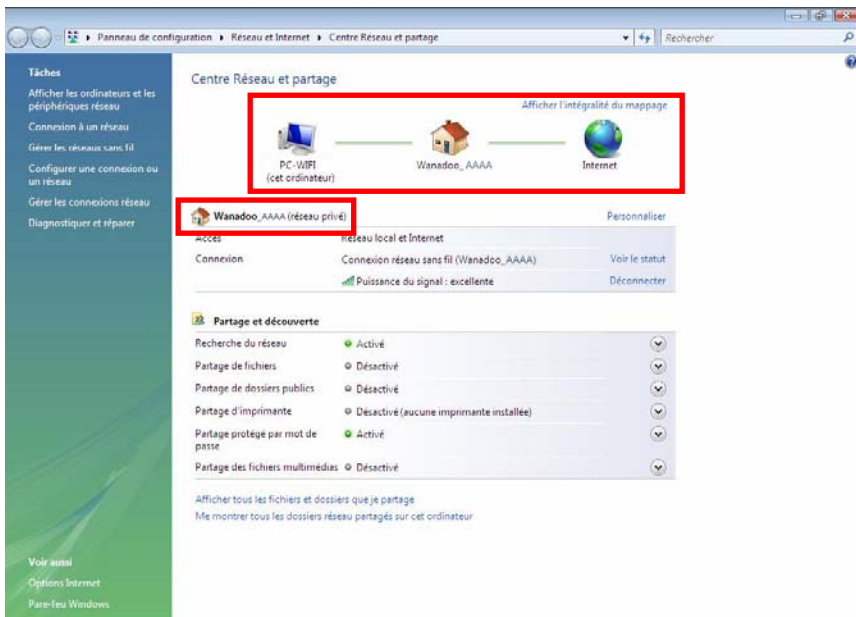 Panneau de configuration ▸ Réseau et Internet ▸ Centre Réseau et partage
Rechercher
Tâches
Afficher les ordinateurs et les
périphériques réseau
Connexion à un réseau
Gérer les réseaux sans fil
Configurer une connexion ou
un réseau
Gérer les connexions réseau
Diagnostiquer et réparer
Voir aussi
Options Internet
Pare-feu Windows
Centre Réseau et partage
Afficher l'intégralité du mappage
PC-WIFI
(cet ordinateur)
Wanadoo_AAAA
Internet
Wanadoo_AAAA (réseau privé)
Personnaliser
Accès
Réseau local et Internet
Connexion
Connexion réseau sans fil (Wanadoo_AAAA)
Voir le statut
Puissance du signal : excellente
Déconnecter
Partage et découverte
Recherche du réseau
Activé
Partage de fichiers
Désactivé
Partage de dossiers publics
Désactivé
Partage d'imprimante
Désactivé (aucune imprimante installée)
Partage protégé par mot de
passe
Activé
Partage des fichiers multimédias
Désactivé
Afficher tous les fichiers et dossiers que je partage
Me montrer tous les dossiers réseau partagés sur cet ordinateur